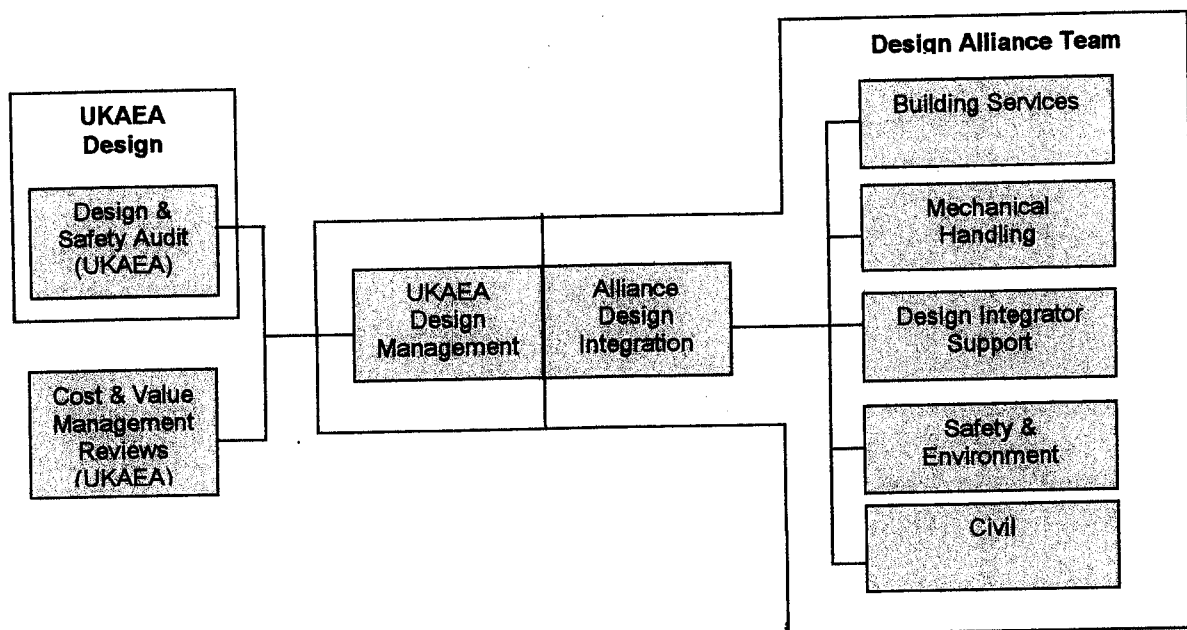 UKAEA
Design
Design &
Safety Audit
(UKAEA)
Cost & Value
Management
Reviews
(UKAEA)
UKAEA
Design
Management
Alliance
Design
Integration
Design Alliance Team
Building Services
Mechanical
Handling
Design Integrator
Support
Safety &
Environment
Civil